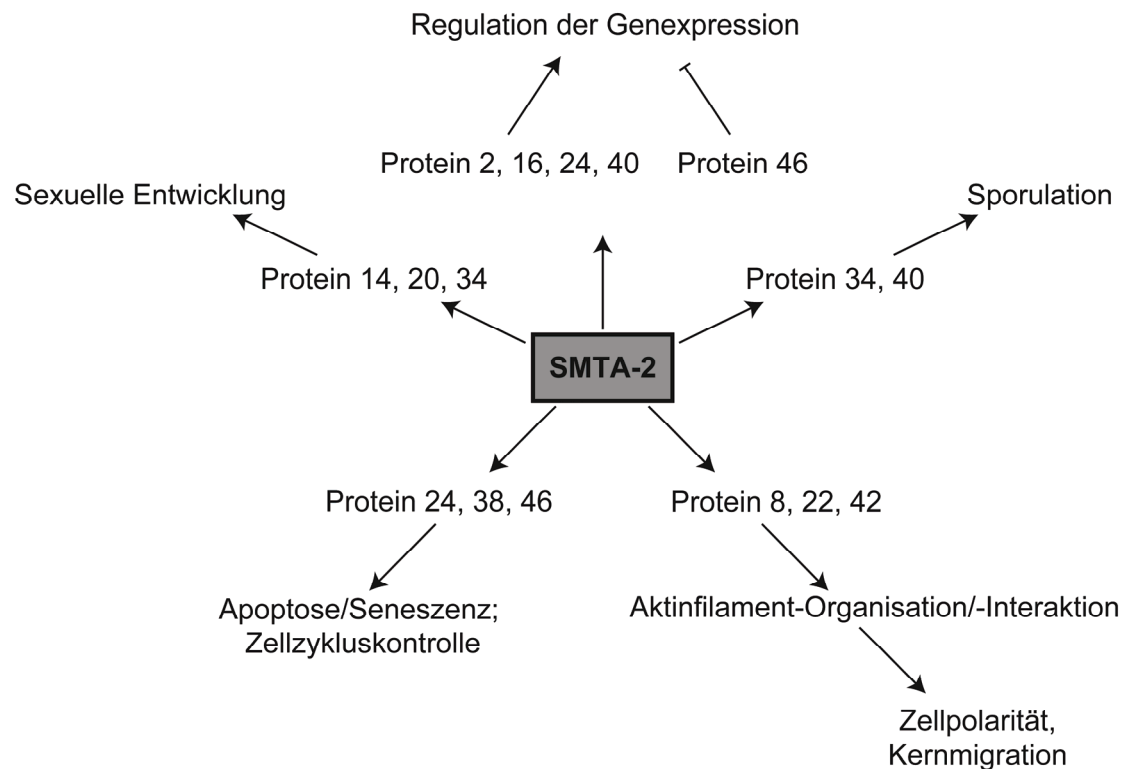 Regulation der Genexpression
Protein 2, 16, 24, 40
Protein 46
Sexuelle Entwicklung
Sporulation
Protein 14, 20, 34
Protein 34, 40
SMTA-2
Protein 24, 38, 46
Protein 8, 22, 42
Apoptose/Seneszenz;
Zellzykluskontrolle
Aktinfilament-Organisation/-Interaktion
Zellpolarität,
Kernmigration